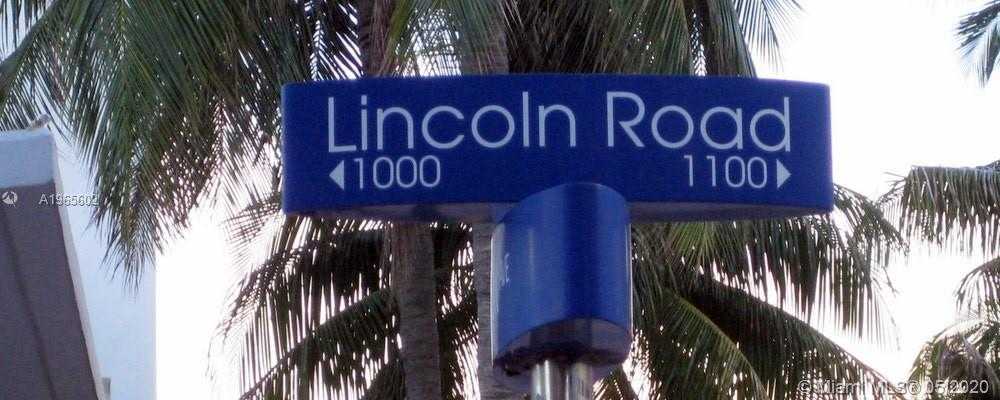 Lincoln Road
◀1000 1100▶
A1965602
©Miami MLS© 05/2020